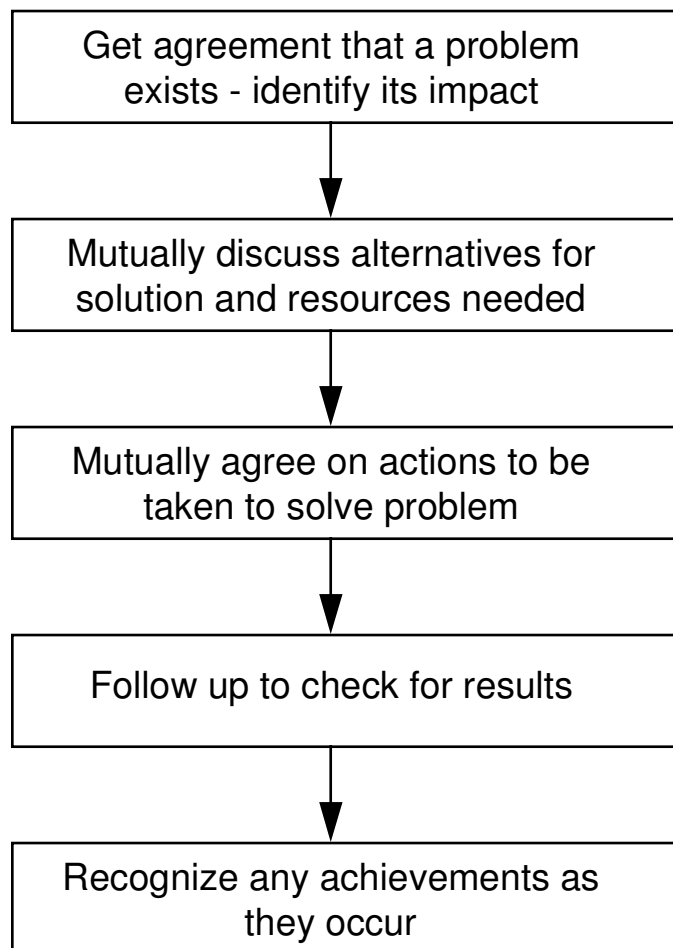 Get agreement that a problem
exists - identify its impact
Mutually discuss alternatives for
solution and resources needed
Mutually agree on actions to be
taken to solve problem
Follow up to check for results
Recognize any achievements as
they occur